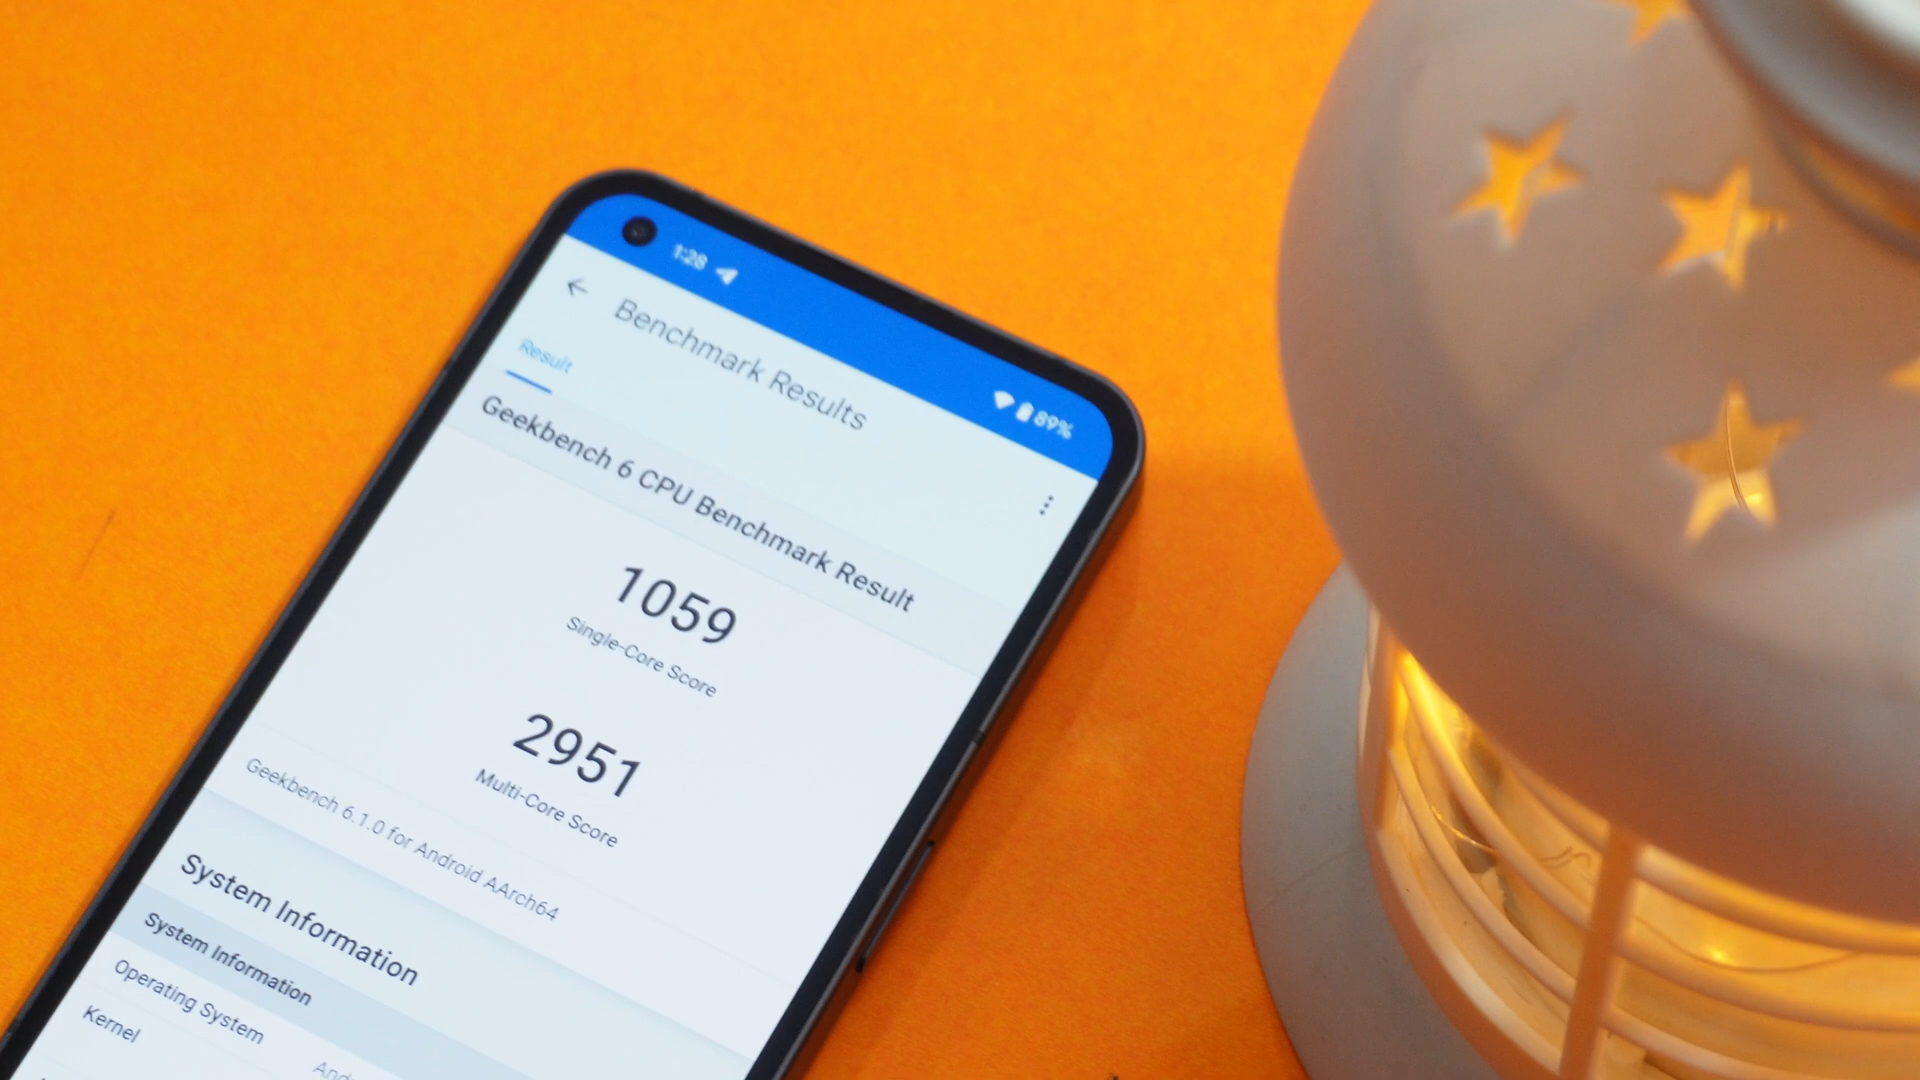 1:28
89%
Benchmark Results
Result
Geekbench 6 CPU Benchmark Result
1059
Single-Core Score
2951
Multi-Core Score
Geekbench 6.1.0 for Android AArch64
System Information
System Information
Operating System
Kernel